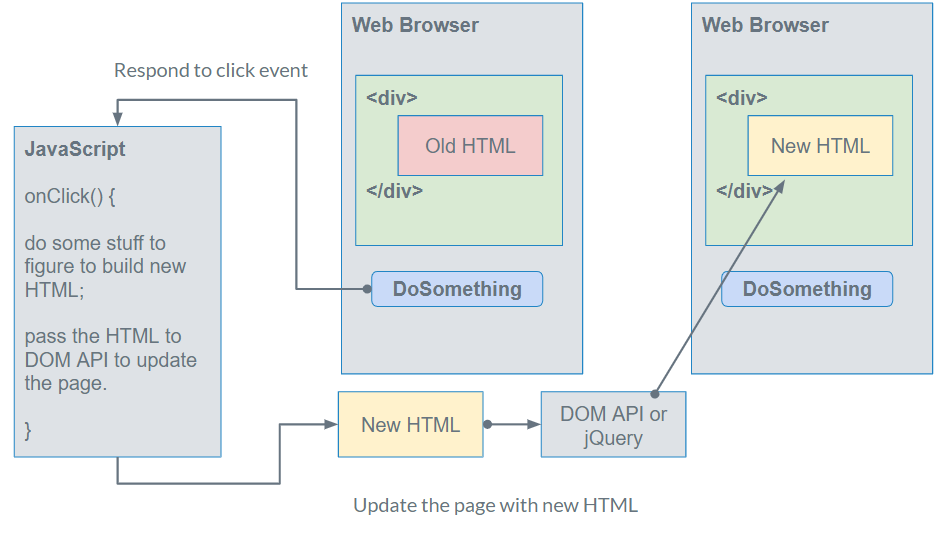 Web Browser
Web Browser
Respond to click event
<div>
Old HTML
</div>
<div>
New HTML
</div>
JavaScript
onClick() {
do some stuff to
figure to build new
HTML;
pass the HTML to
DOM API to update
the page.
}
DoSomething
DoSomething
New HTML
DOM API or
jQuery
Update the page with new HTML